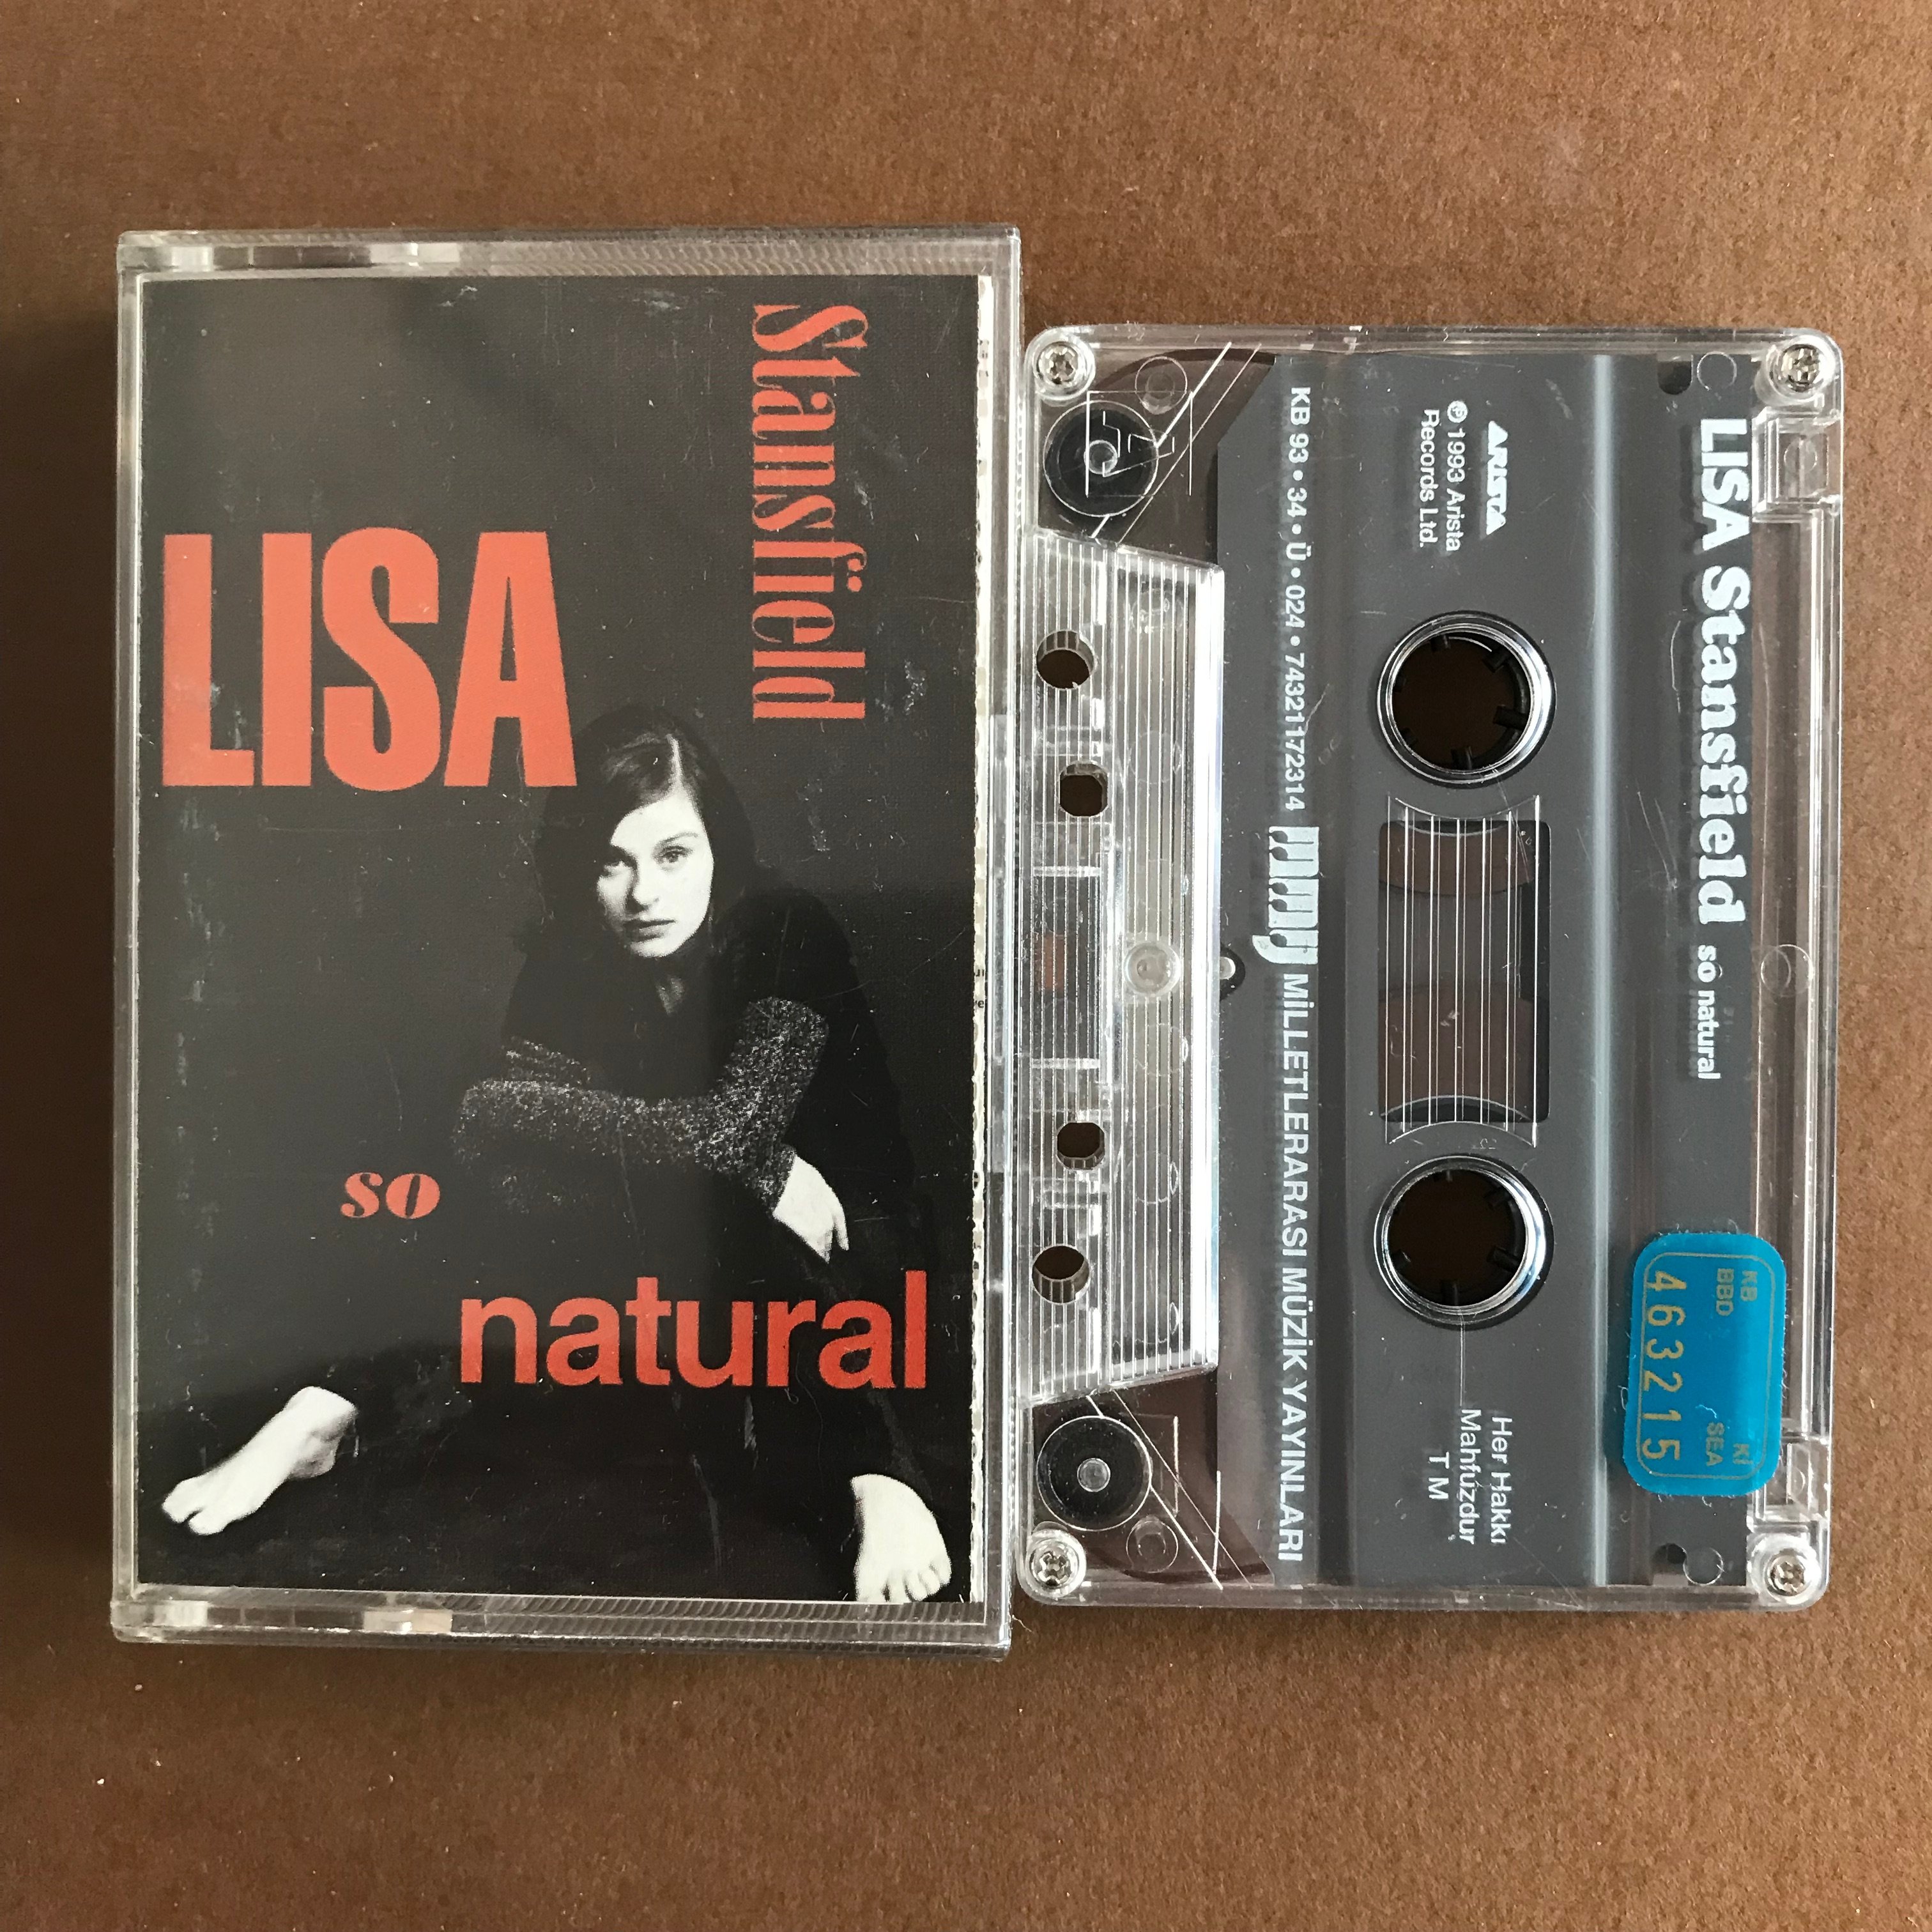 Stansfield
LISA
so
natural
LISA Stansfield so natural
ARISTA
℗ 1993 Arista
Records Ltd.
Her Hakkı
Mahfuzdur
T M
KB 93 • 34 • Ü • 024 • 74321172314 MİLLETLERARASI MÜZİK YAYINLARI
KB
BBD
KI
SEA
463215